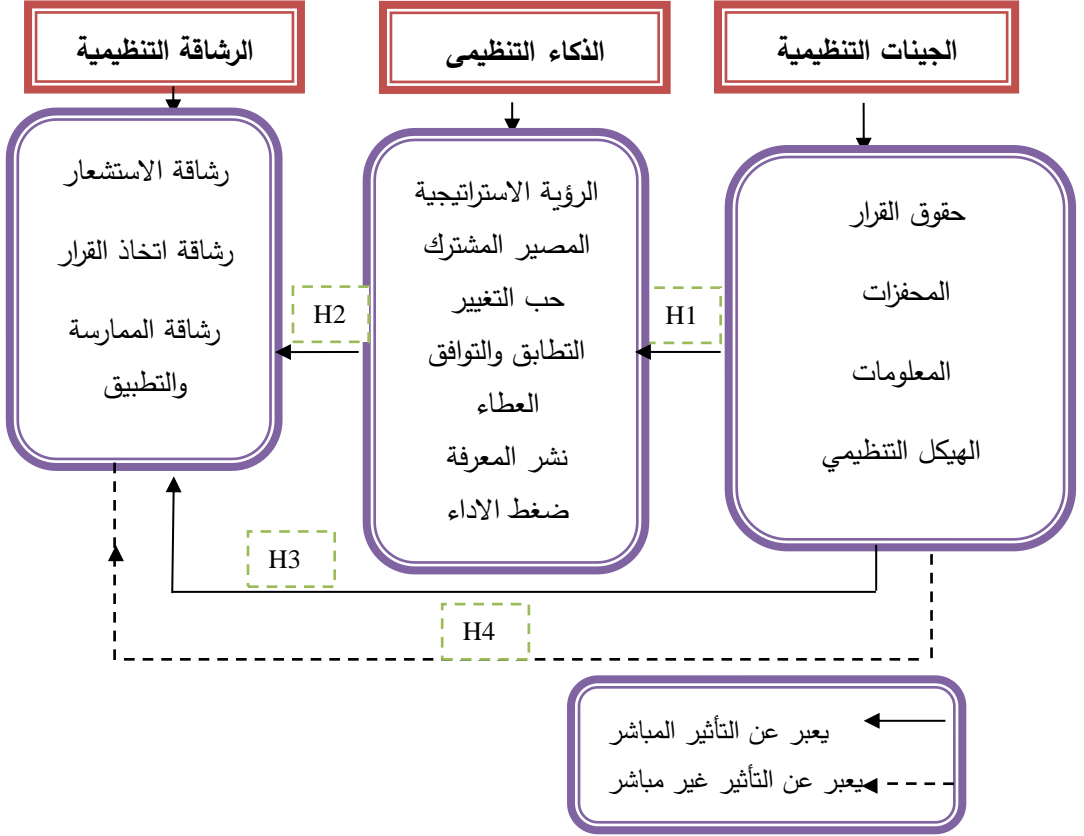 الجينات التنظيمية
الذكاء التنظيمى
الرشاقة التنظيمية
حقوق القرار
المحفزات
المعلومات
الهيكل التنظيمي
H1
الرؤية الاستراتيجية
المصير المشترك
حب التغيير
التطابق والتوافق
العطاء
نشر المعرفة
ضغط الاداء
H2
رشاقة الاستشعار
رشاقة اتخاذ القرار
رشاقة الممارسة
والتطبيق
H3
H4
يعبر عن التأثير المباشر
يعبر عن التأثير غير مباشر